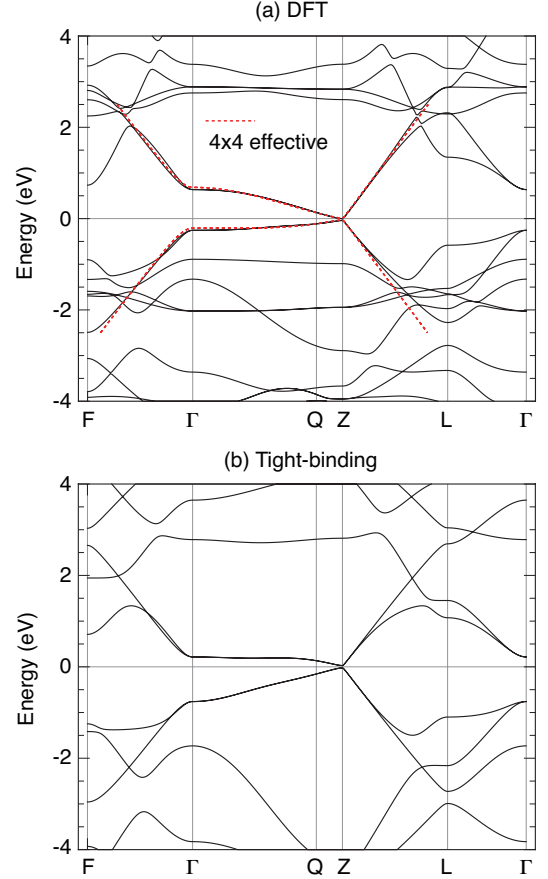 (a) DFT
4
2
0
-2
-4
Energy (eV)
4x4 effective
F Γ Q Z L Γ
(b) Tight-binding
4
2
0
-2
-4
Energy (eV)
F Γ Q Z L Γ